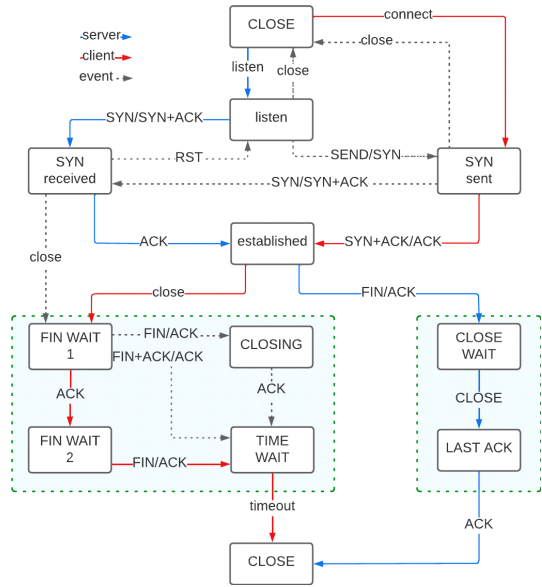 CLOSE
connect
server
close
client
listen
close
event
SYN/SYN+ACK
listen
RST
SEND/SYN
SYN
received
SYN
sent
SYN/SYN+ACK
ACK
established
SYN+ACK/ACK
close
close
FIN/ACK
FIN WAIT
1
FIN/ACK
FIN+ACK/ACK
CLOSING
CLOSE
WAIT
ACK
ACK
CLOSE
FIN WAIT
2
FIN/ACK
TIME
WAIT
LAST ACK
timeout
ACK
CLOSE